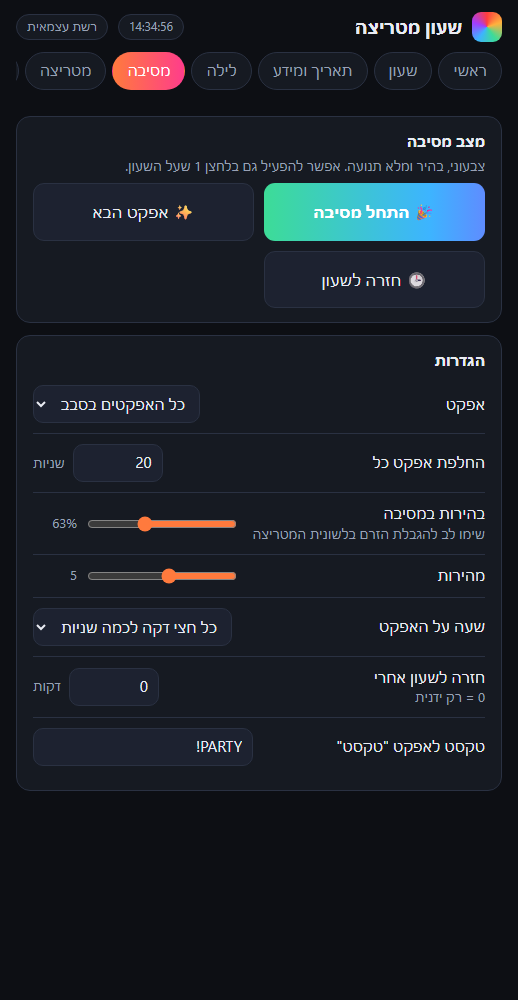 שעון מטריצה
14:34:56
רשת עצמאית
ראשי
שעון
תאריך ומידע
לילה
מסיבה
מטריצה
מצב מסיבה
צבעוני, בהיר ומלא תנועה. אפשר להפעיל גם בלחצן 1 שעל השעון.
🎉 התחל מסיבה
✨ אפקט הבא
🕒 חזרה לשעון
הגדרות
אפקט
כל האפקטים בסבב
החלפת אפקט כל
20
שניות
בהירות במסיבה
63%
שימו לב להגבלת הזרם בלשונית המטריצה
מהירות
5
שעה על האפקט
כל חצי דקה לכמה שניות
חזרה לשעון אחרי
0
דקות
0 = רק ידנית
טקסט לאפקט "טקסט"
PARTY!